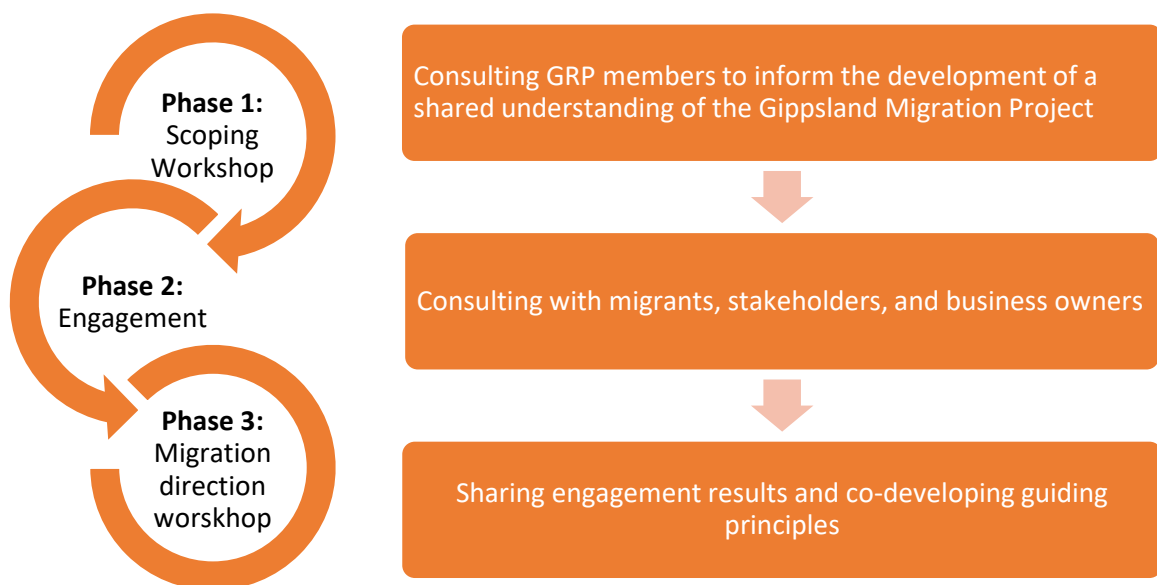 Phase 1:
Scoping
Workshop
Consulting GRP members to inform the development of a
shared understanding of the Gippsland Migration Project
Phase 2:
Engagement
Consulting with migrants, stakeholders, and business owners
Phase 3:
Migration
direction
worskhop
Sharing engagement results and co-developing guiding
principles